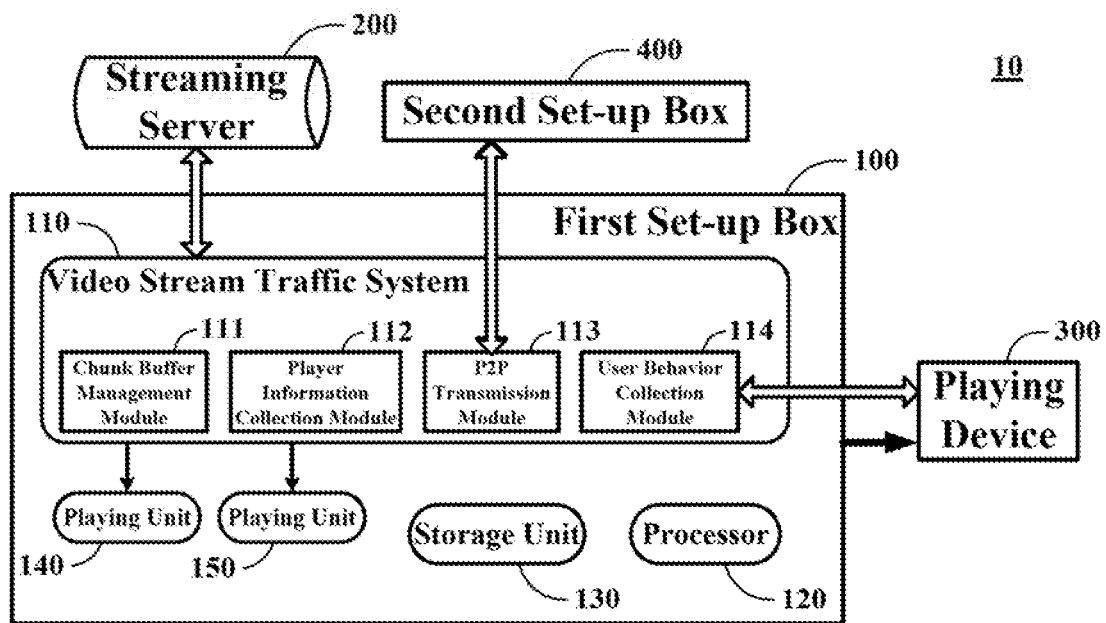 200
Streaming
Server
400
Second Set-up Box
10
100
First Set-up Box
110
Video Stream Traffic System
111
Chunk Buffer
Management
Module
112
Player
Information
Collection Module
113
P2P
Transmission
Module
114
User Behavior
Collection
Module
300
Playing
Device
Playing Unit
140
Playing Unit
150
Storage Unit
130
Processor
120